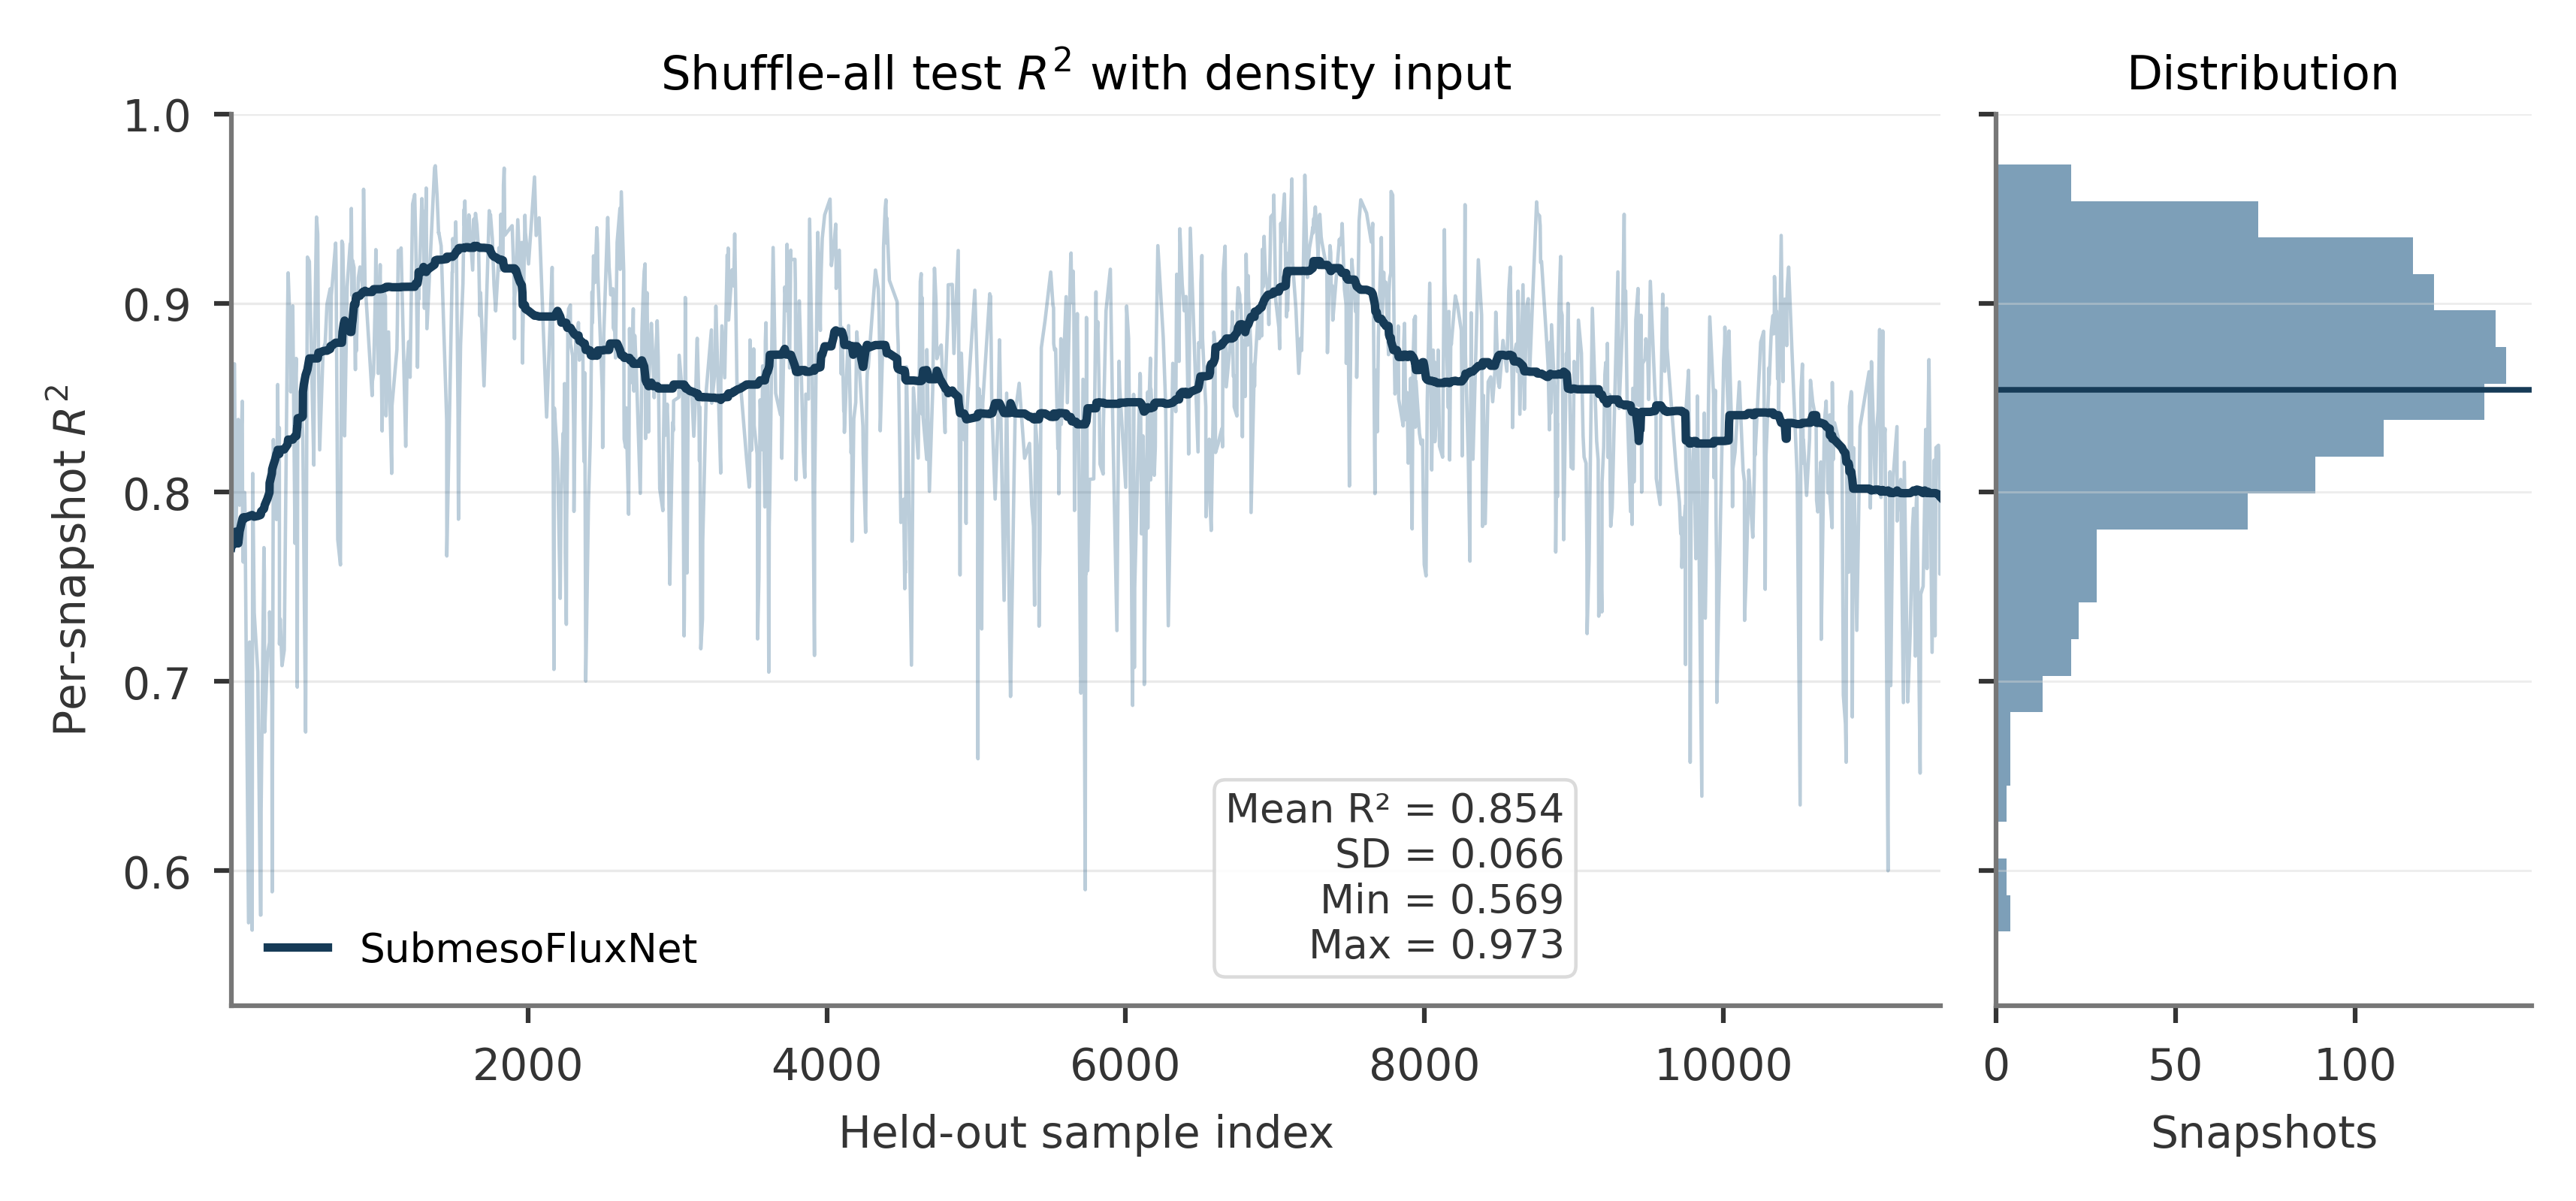 Shuffle-all test R² with density input
Distribution
Per-snapshot R²
1.0
0.9
0.8
0.7
0.6
Mean R² = 0.854
SD = 0.066
Min = 0.569
Max = 0.973
SubmesoFluxNet
2000 4000 6000 8000 10000
Held-out sample index
0 50 100
Snapshots